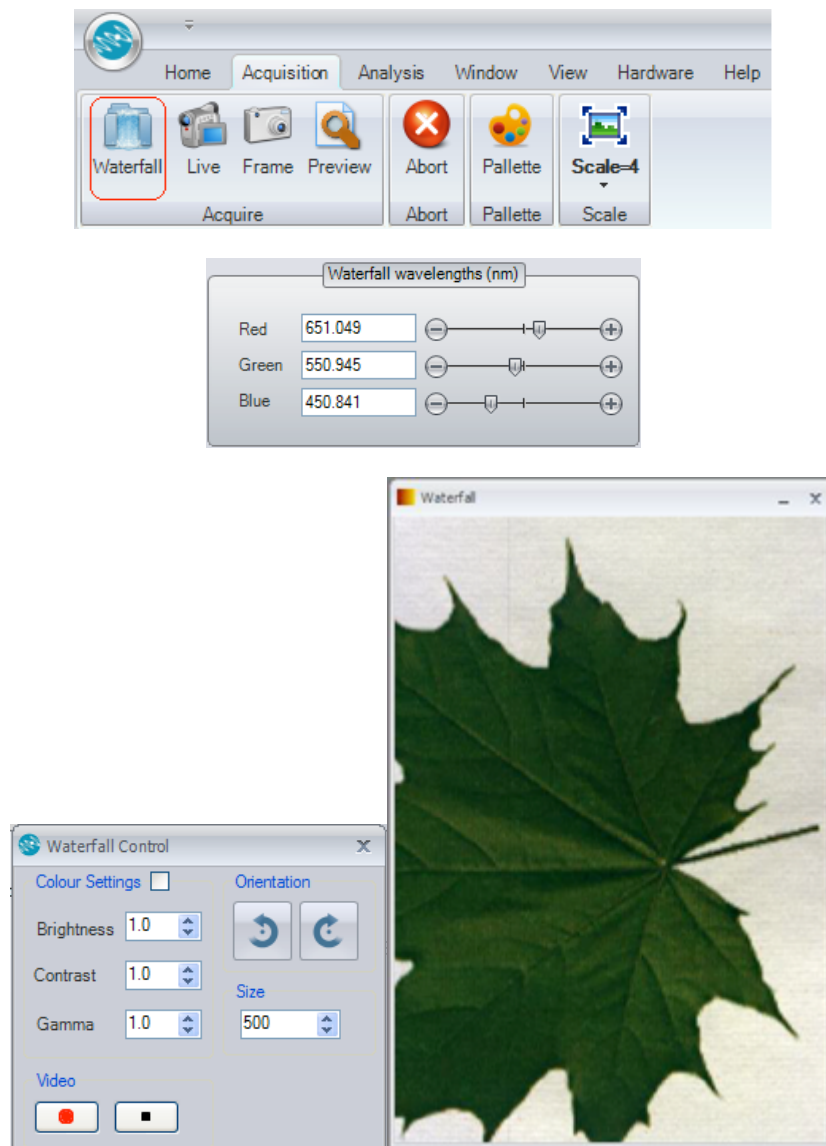 Home Acquisition Analysis Window View Hardware Help
Waterfall Live Frame Preview Abort Pallette Scale=4
Acquire Abort Pallette Scale
Waterfall wavelengths (nm)
Red 651.049
Green 550.945
Blue 450.841
Waterfall
Waterfall Control
Colour Settings Orientation
Brightness 1.0
Contrast 1.0
Size
Gamma 1.0 500
Video